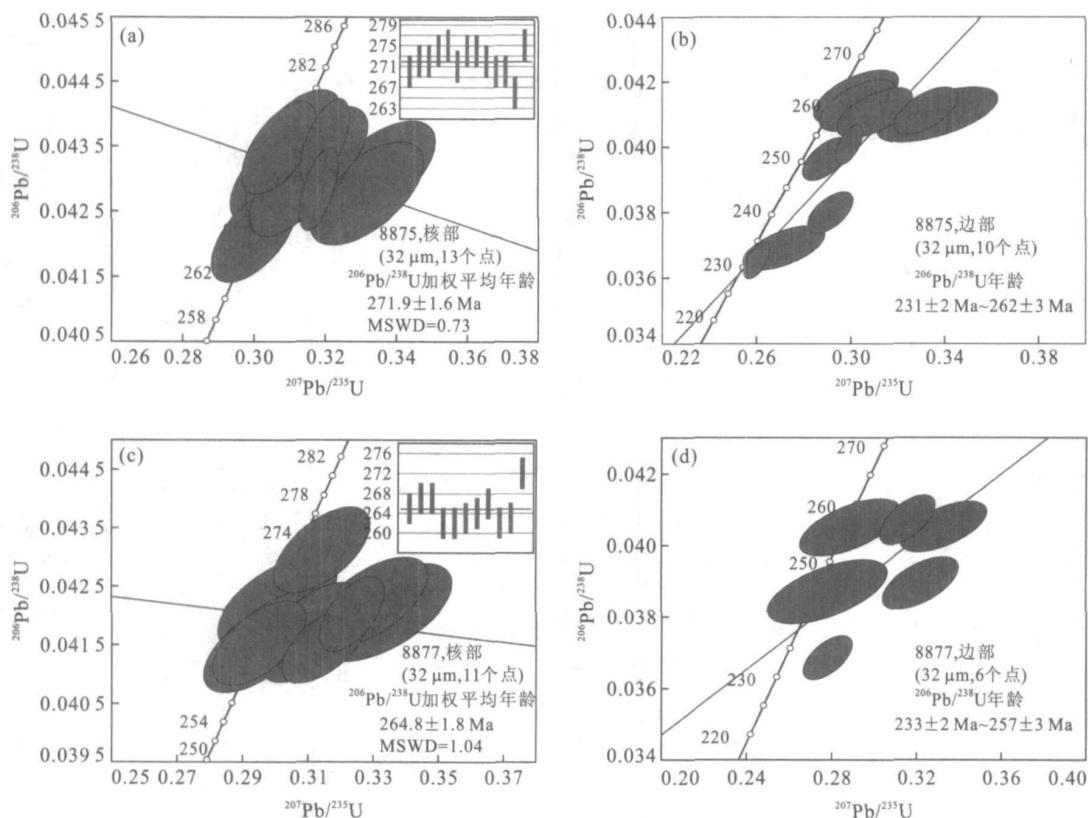 (a)
0.045 5
0.044 5
0.043 5
0.042 5
0.041 5
0.040 5
²⁰⁶Pb/²³⁸U
286
282
262
258
279
275
271
267
263
8875,核部
(32 μm,13个点)
²⁰⁶Pb/²³⁸U加权平均年龄
271.9±1.6 Ma
MSWD=0.73
0.26
0.30
0.32
0.34
0.36
0.38
²⁰⁷Pb/²³⁵U
(b)
0.044
0.042
0.040
0.038
0.036
0.034
²⁰⁶Pb/²³⁸U
270
260
250
240
230
220
8875,边部
(32 μm,10个点)
²⁰⁶Pb/²³⁸U年龄
231±2 Ma~262±3 Ma
0.22
0.26
0.30
0.34
0.38
²⁰⁷Pb/²³⁵U
(c)
0.044 5
0.043 5
0.042 5
0.041 5
0.040 5
0.039 5
²⁰⁶Pb/²³⁸U
282
278
274
254
250
276
272
268
264
260
8877,核部
(32 μm,11个点)
²⁰⁶Pb/²³⁸U加权平均年龄
264.8±1.8 Ma
MSWD=1.04
0.25
0.27
0.29
0.31
0.33
0.35
0.37
²⁰⁷Pb/²³⁵U
(d)
0.042
0.040
0.038
0.036
0.034
²⁰⁶Pb/²³⁸U
270
260
250
230
220
8877,边部
(32 μm,6个点)
²⁰⁶Pb/²³⁸U年龄
233±2 Ma~257±3 Ma
0.20
0.24
0.28
0.32
0.36
0.40
²⁰⁷Pb/²³⁵U